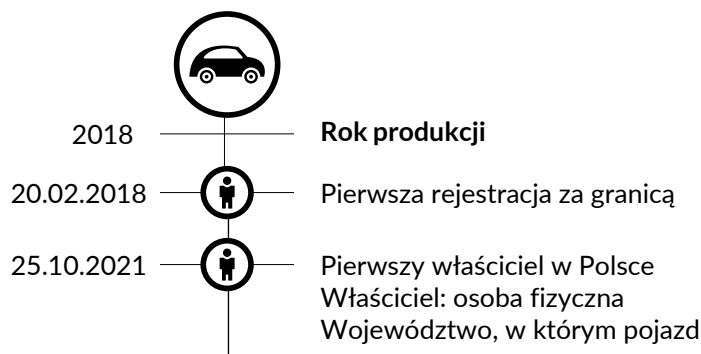 2018 Rok produkcji
20.02.2018 Pierwsza rejestracja za granicą
25.10.2021 Pierwszy właściciel w Polsce
Właściciel: osoba fizyczna
Województwo, w którym pojazd